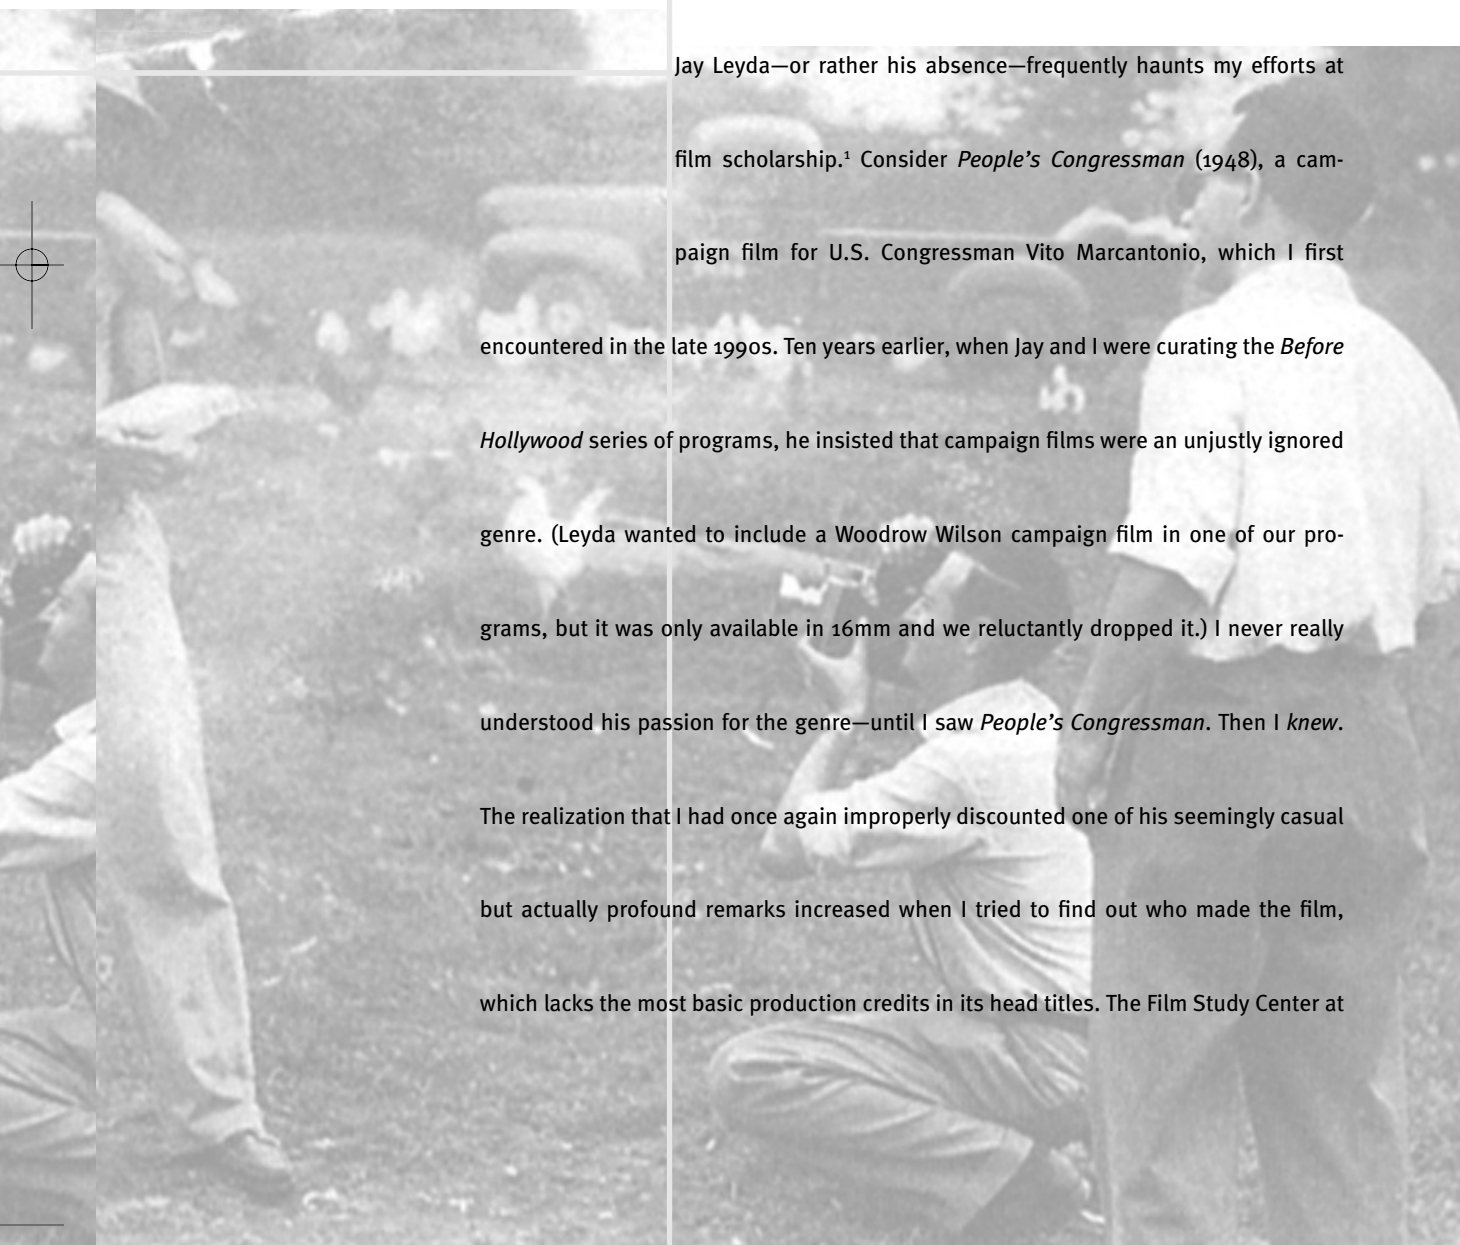 Jay Leyda—or rather his absence—frequently haunts my efforts at
film scholarship.¹ Consider People’s Congressman (1948), a cam-
paign film for U.S. Congressman Vito Marcantonio, which I first
encountered in the late 1990s. Ten years earlier, when Jay and I were curating the Before
Hollywood series of programs, he insisted that campaign films were an unjustly ignored
genre. (Leyda wanted to include a Woodrow Wilson campaign film in one of our pro-
grams, but it was only available in 16mm and we reluctantly dropped it.) I never really
understood his passion for the genre—until I saw People’s Congressman. Then I knew.
The realization that I had once again improperly discounted one of his seemingly casual
but actually profound remarks increased when I tried to find out who made the film,
which lacks the most basic production credits in its head titles. The Film Study Center at